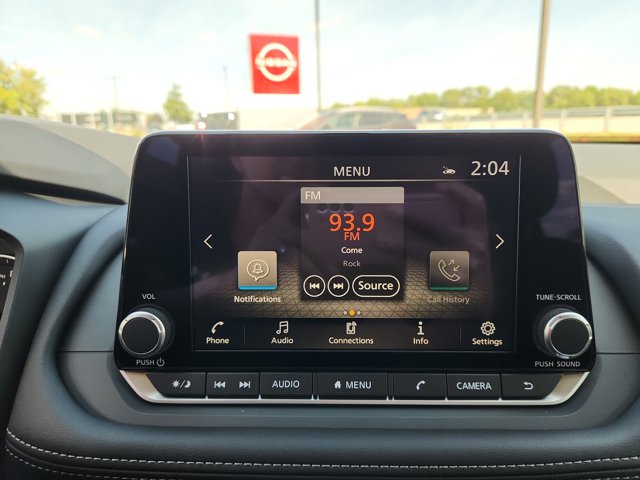 NISSAN
MENU
2:04
FM
93.9
FM
Come
Rock
Source
Notifications
Call History
Phone
Audio
Connections
Info
Settings
VOL
PUSH
TUNE·SCROLL
PUSH SOUND
AUDIO
MENU
CAMERA